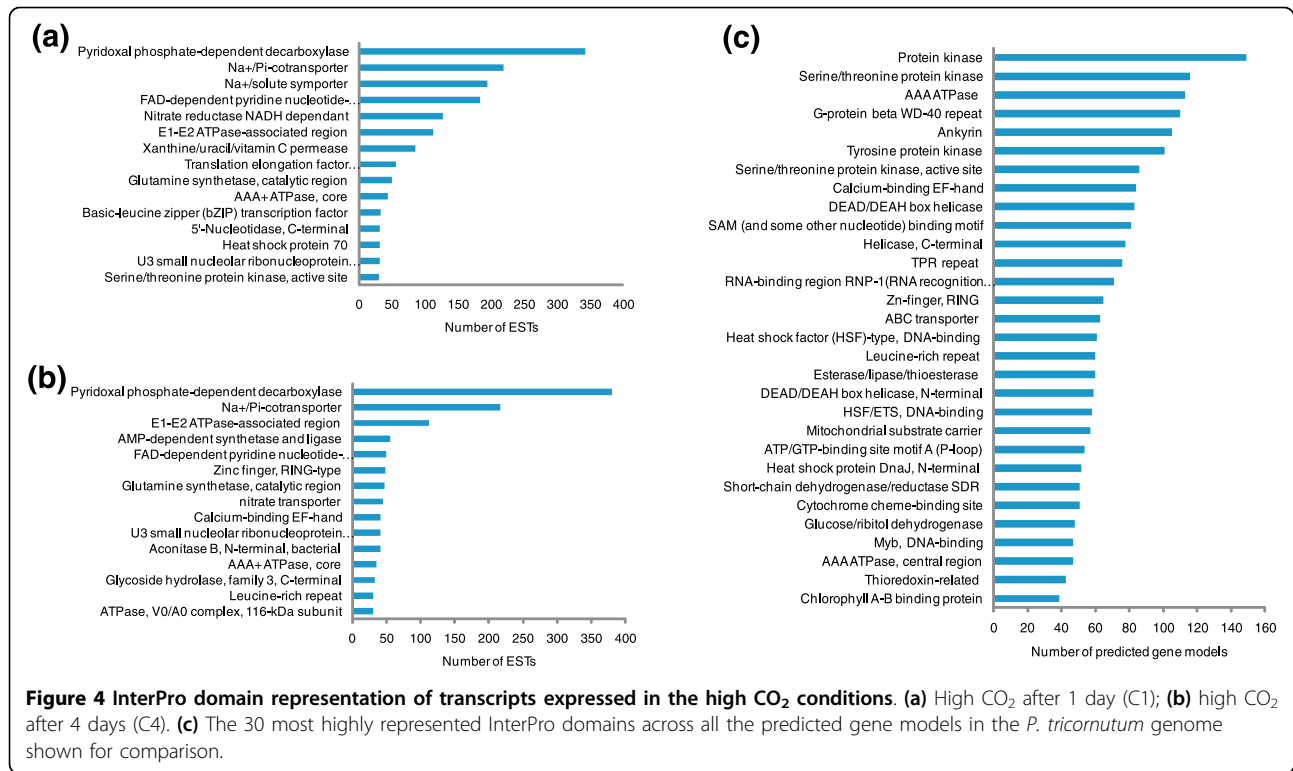 (a)
Pyridoxal phosphate-dependent decarboxylase
Na+/Pi-cotransporter
Na+/solute symporter
FAD-dependent pyridine nucleotide-…
Nitrate reductase NADH dependant
E1-E2 ATPase-associated region
Xanthine/uracil/vitamin C permease
Translation elongation factor…
Glutamine synthetase, catalytic region
AAA+ATPase, core
Basic-leucine zipper (bZIP) transcription factor
5'-Nucleotidase, C-terminal
Heat shock protein 70
U3 small nucleolar ribonucleoprotein…
Serine/threonine protein kinase, active site
0 50 100 150 200 250 300 350 400
Number of ESTs
(b)
Pyridoxal phosphate-dependent decarboxylase
Na+/Pi-cotransporter
E1-E2 ATPase-associated region
AMP-dependent synthetase and ligase
FAD-dependent pyridine nucleotide-…
Zinc finger, RING-type
Glutamine synthetase, catalytic region
nitrate transporter
Calcium-binding EF-hand
U3 small nucleolar ribonucleoprotein…
Aconitase B, N-terminal, bacterial
AAA+ATPase, core
Glycoside hydrolase, family 3, C-terminal
Leucine-rich repeat
ATPase, V0/A0 complex, 116-kDa subunit
0 50 100 150 200 250 300 350 400
Number of ESTs
(c)
Protein kinase
Serine/threonine protein kinase
AAAATPase
G-protein beta WD-40 repeat
Ankyrin
Tyrosine protein kinase
Serine/threonine protein kinase, active site
Calcium-binding EF-hand
DEAD/DEAH box helicase
SAM (and some other nucleotide) binding motif
Helicase, C-terminal
TPR repeat
RNA-binding region RNP-1(RNA recognition…
Zn-finger, RING
ABC transporter
Heat shock factor (HSF)-type, DNA-binding
Leucine-rich repeat
Esterase/lipase/thioesterase
DEAD/DEAH box helicase, N-terminal
HSF/ETS, DNA-binding
Mitochondrial substrate carrier
ATP/GTP-binding site motif A (P-loop)
Heat shock protein DnaJ, N-terminal
Short-chain dehydrogenase/reductase SDR
Cytochrome cheme-binding site
Glucose/ribitol dehydrogenase
Myb, DNA-binding
AAAATPase, central region
Thioredoxin-related
Chlorophyll A-B binding protein
0 20 40 60 80 100 120 140 160
Number of predicted gene models
Figure 4 InterPro domain representation of transcripts expressed in the high CO₂ conditions. (a) High CO₂ after 1 day (C1); (b) high CO₂
after 4 days (C4). (c) The 30 most highly represented InterPro domains across all the predicted gene models in the P. tricornutum genome
shown for comparison.